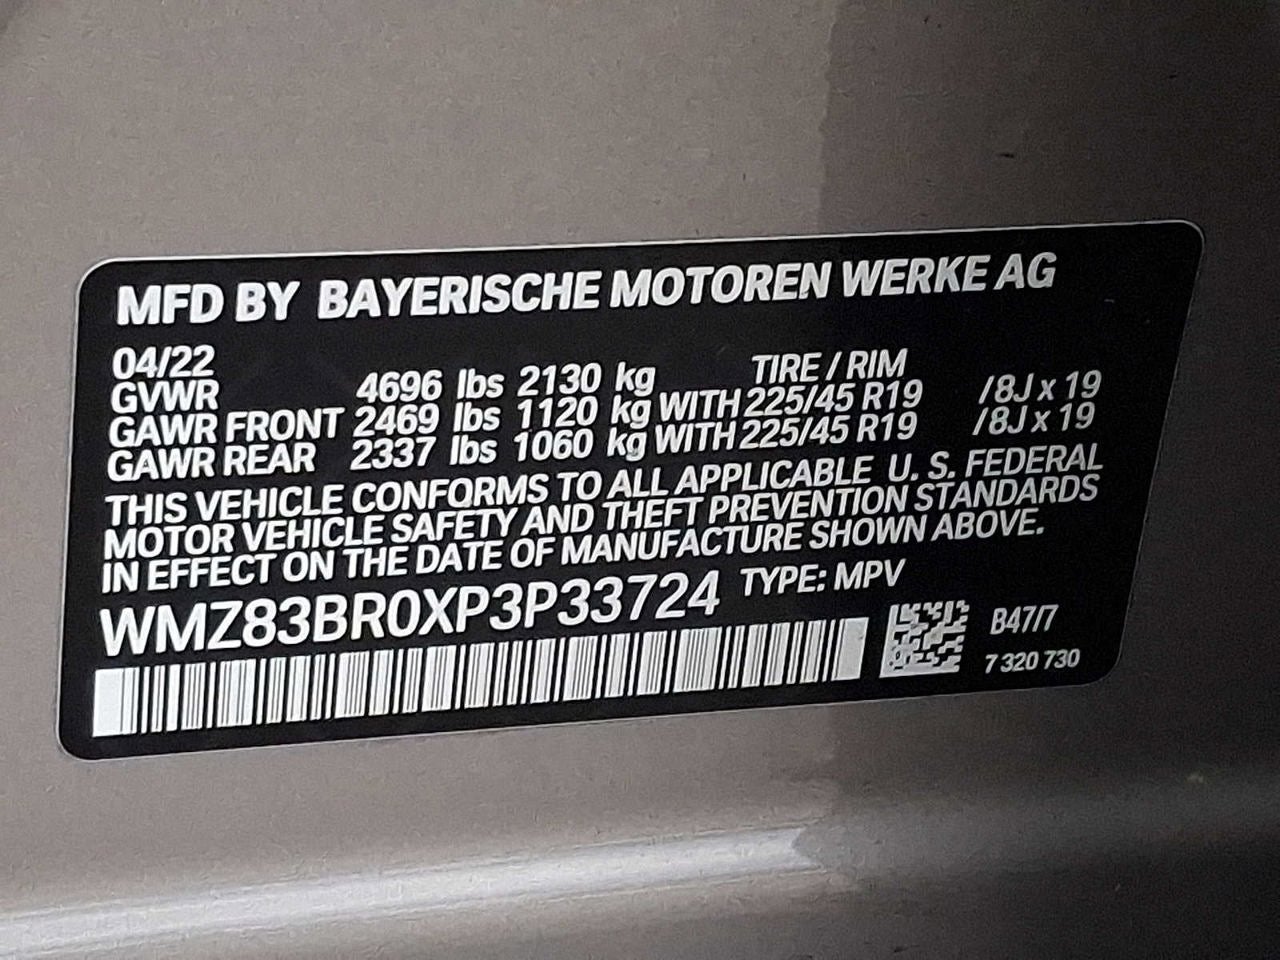 MFD BY BAYERISCHE MOTOREN WERKE AG
04/22 TIRE / RIM
GVWR 4696 lbs 2130 kg
GAWR FRONT 2469 lbs 1120 kg WITH 225/45 R19 /8J x 19
GAWR REAR 2337 lbs 1060 kg WITH 225/45 R19 /8J x 19
THIS VEHICLE CONFORMS TO ALL APPLICABLE U. S. FEDERAL
MOTOR VEHICLE SAFETY AND THEFT PREVENTION STANDARDS
IN EFFECT ON THE DATE OF MANUFACTURE SHOWN ABOVE.
WMZ83BR0XP3P33724 TYPE: MPV
B47/7
7 320 730